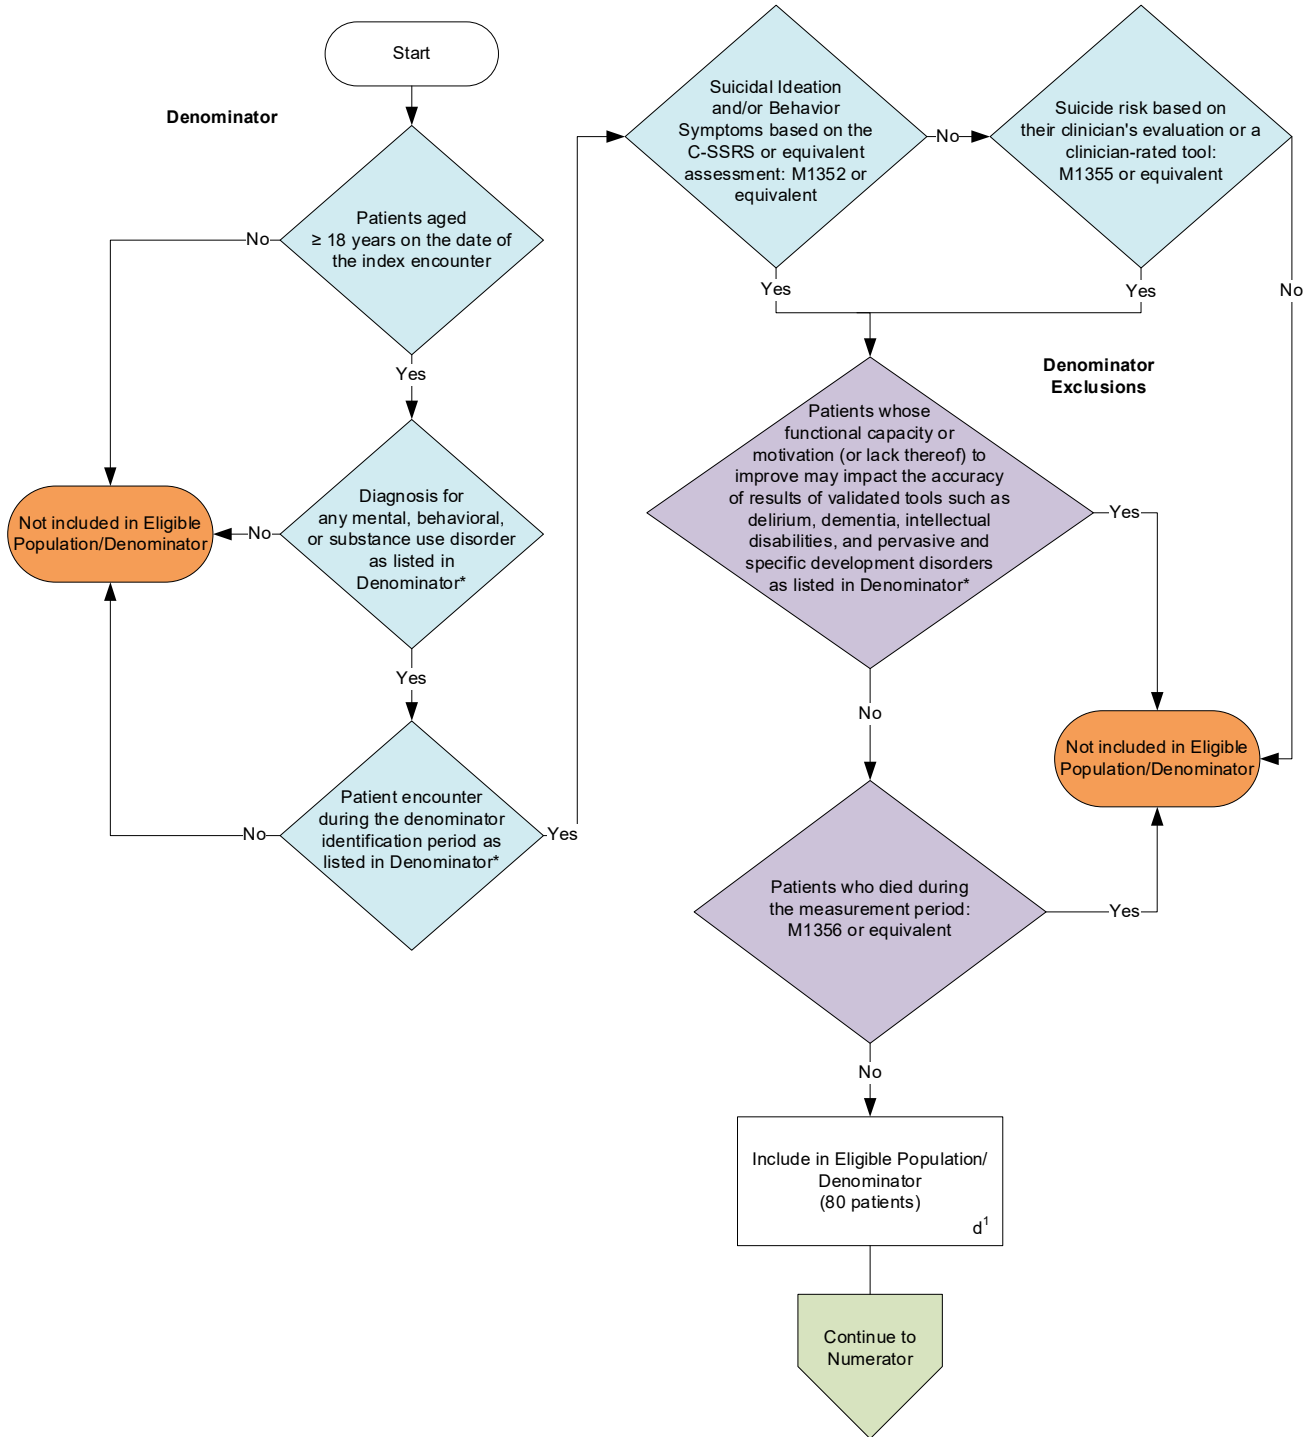 Start
Denominator
Patients aged
≥ 18 years on the date of
the index encounter
No
Yes
Diagnosis for
any mental, behavioral,
or substance use disorder
as listed in
Denominator*
No
Not included in Eligible
Population/Denominator
Yes
Patient encounter
during the denominator
identification period as
listed in Denominator*
No
Yes
Suicidal Ideation
and/or Behavior
Symptoms based on the
C-SSRS or equivalent
assessment: M1352 or
equivalent
No
Yes
Suicide risk based on
their clinician's evaluation or a
clinician-rated tool:
M1355 or equivalent
Yes
No
Denominator
Exclusions
Patients whose
functional capacity or
motivation (or lack thereof) to
improve may impact the accuracy
of results of validated tools such as
delirium, dementia, intellectual
disabilities, and pervasive and
specific development disorders
as listed in Denominator*
Yes
No
Not included in Eligible
Population/Denominator
Patients who died during
the measurement period:
M1356 or equivalent
Yes
No
Include in Eligible Population/
Denominator
(80 patients)
d¹
Continue to
Numerator